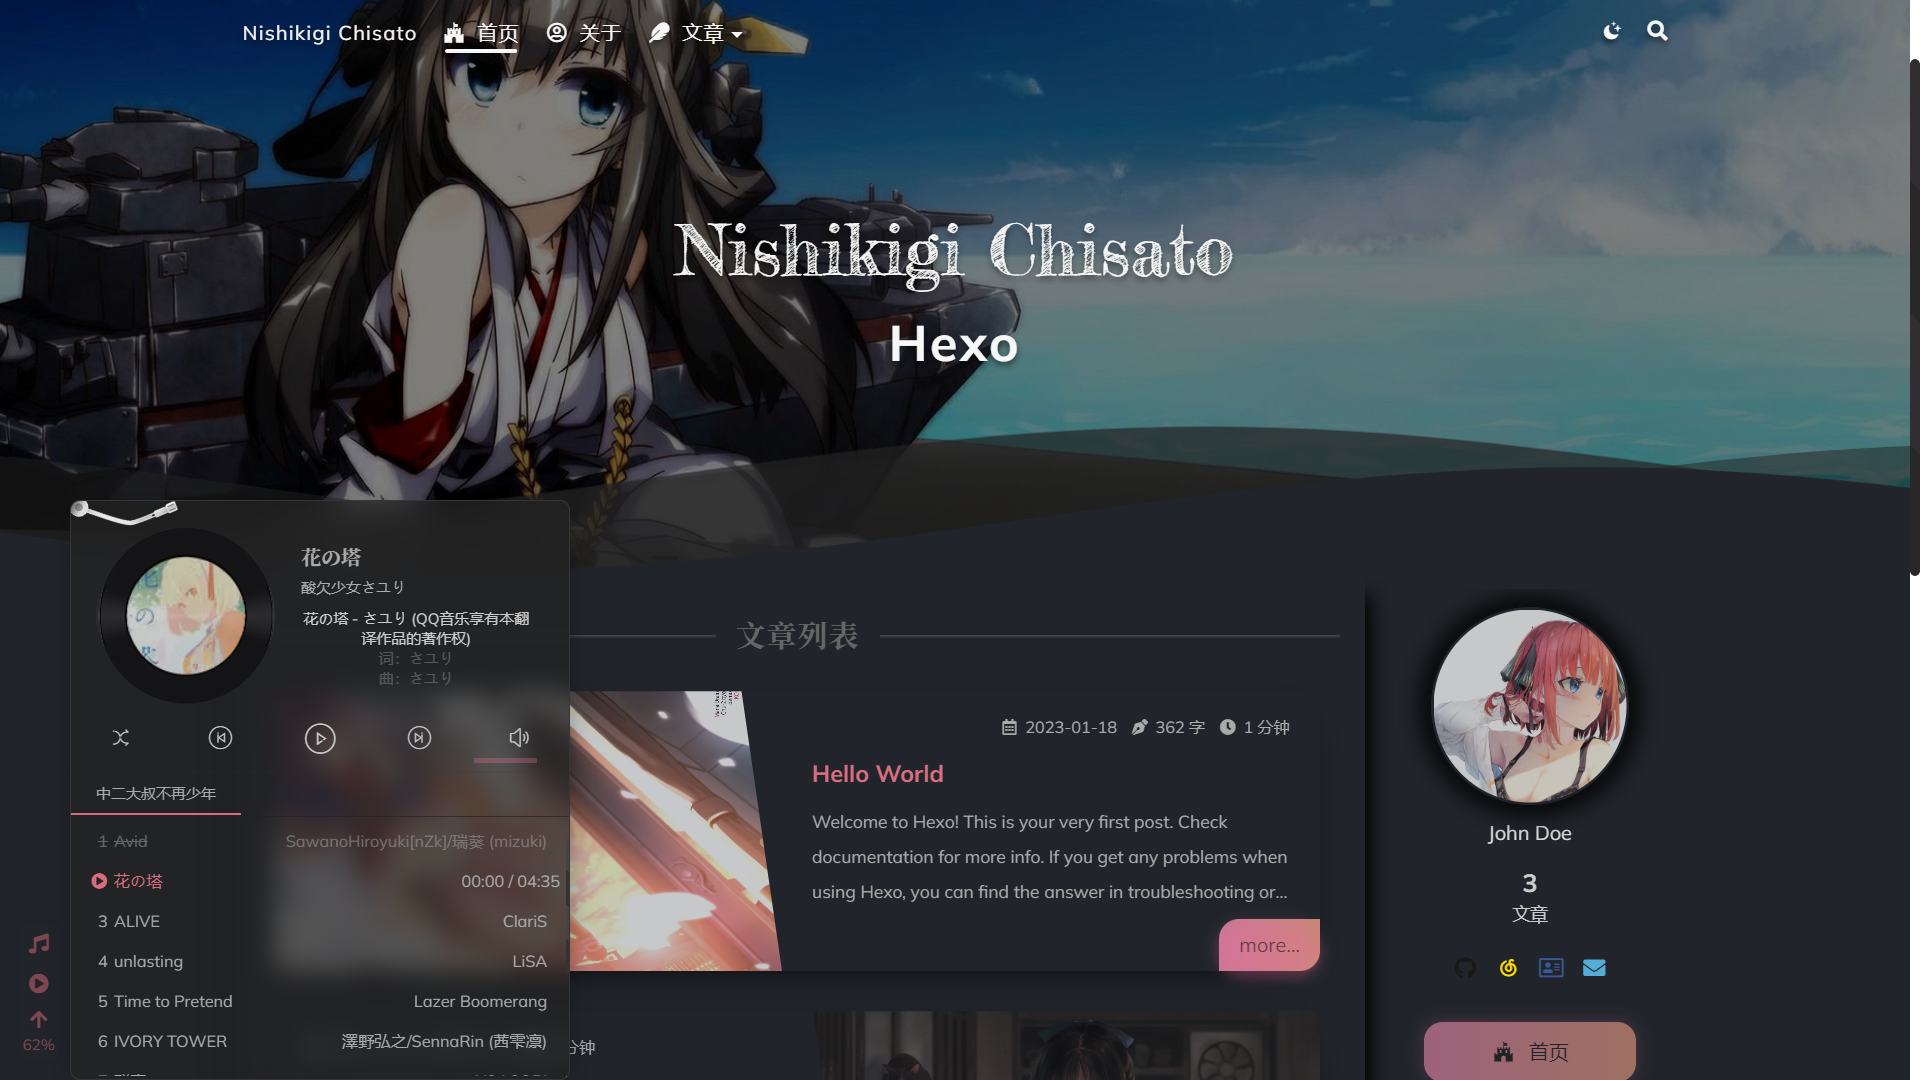 Nishikigi Chisato 首页 关于 文章
Nishikigi Chisato
Hexo
花の塔
酸欠少女さユり
花の塔 - さユり (QQ音乐享有本翻
译作品的著作权)
词：さユり
曲：さユり
中二大叔不再少年
1 Avid SawanoHiroyuki[nZk]/瑞葵 (mizuki)
花の塔 00:00 / 04:35
3 ALIVE ClariS
4 unlasting LiSA
5 Time to Pretend Lazer Boomerang
6 IVORY TOWER 澤野弘之/SennaRin (茜雫凛)
62%
文章列表
2023-01-18 362 字 1 分钟
Hello World
Welcome to Hexo! This is your very first post. Check
documentation for more info. If you get any problems when
using Hexo, you can find the answer in troubleshooting or...
more...
分钟
John Doe
3
文章
首页